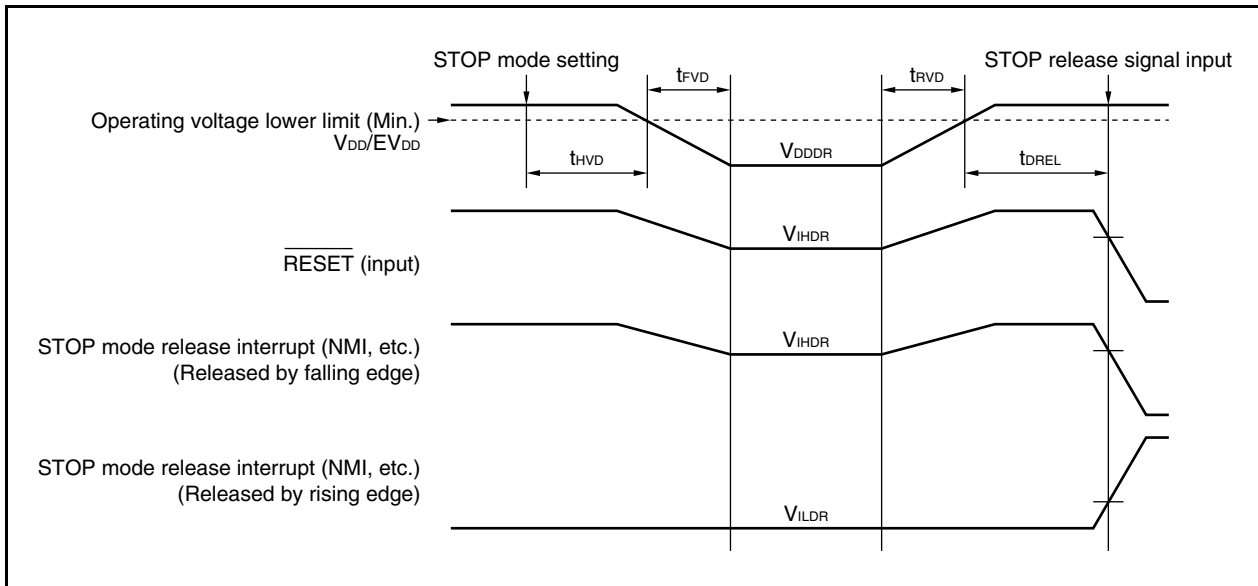 STOP mode setting
STOP release signal input
tFVD
tRVD
Operating voltage lower limit (Min.)
VDD/EVDD
VDDDR
tHVD
tDREL
VIHDR
RESET (input)
VIHDR
STOP mode release interrupt (NMI, etc.)
(Released by falling edge)
STOP mode release interrupt (NMI, etc.)
(Released by rising edge)
VILDR